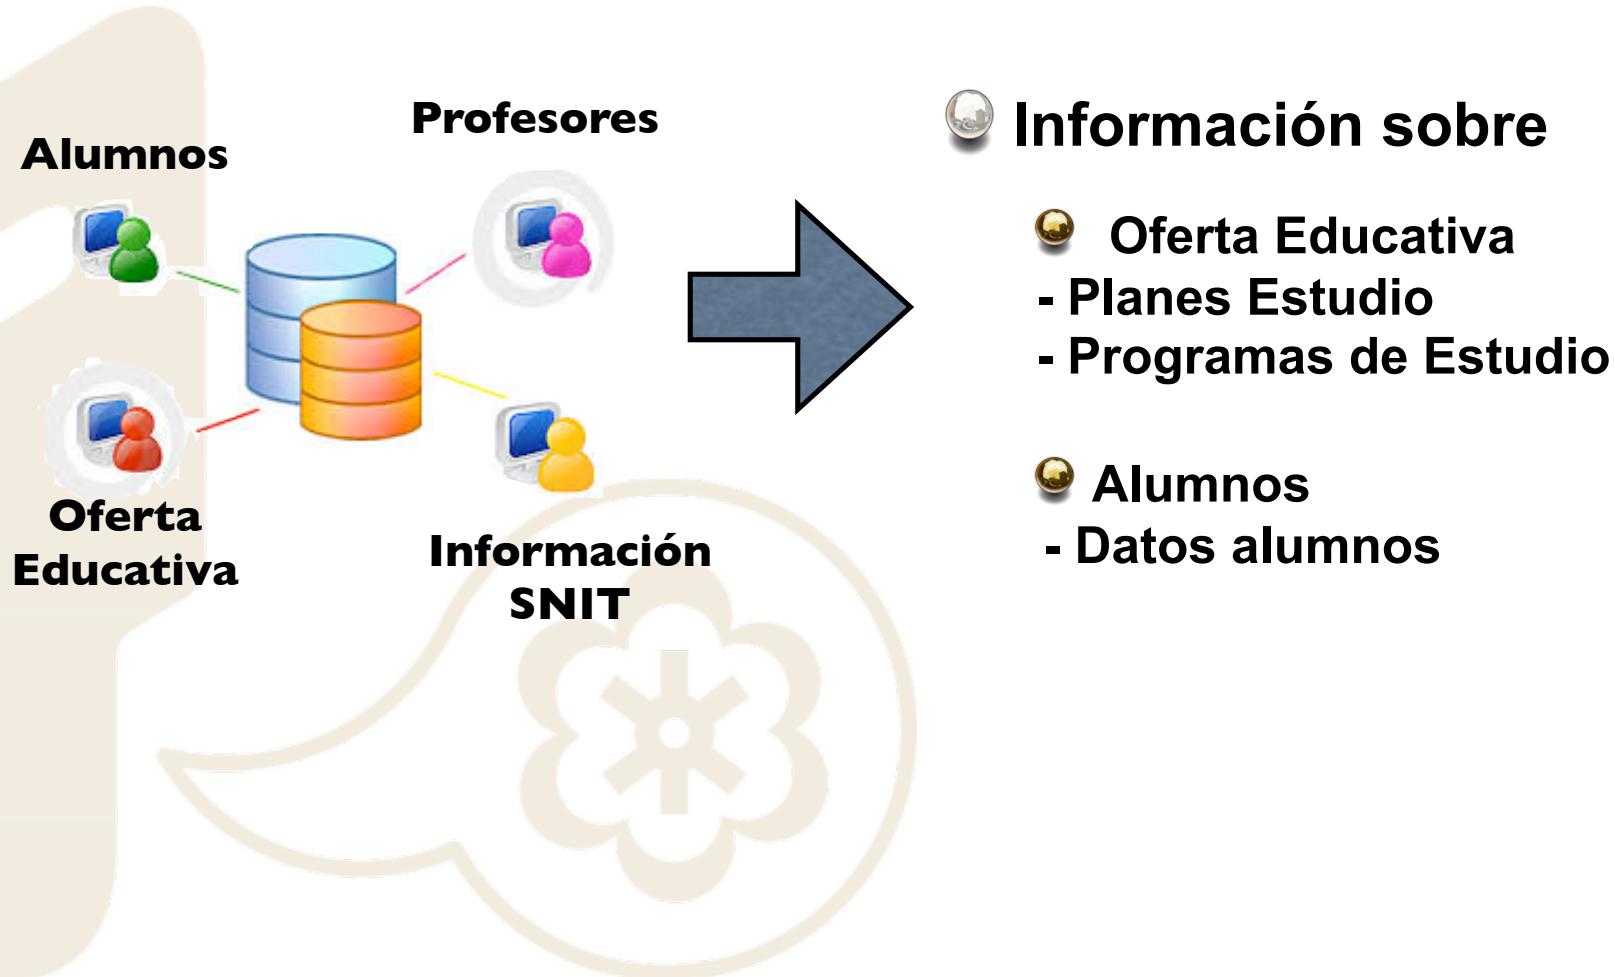 Alumnos
Profesores
Oferta
Educativa
Información
SNIT
Información sobre
Oferta Educativa
- Planes Estudio
- Programas de Estudio
Alumnos
- Datos alumnos